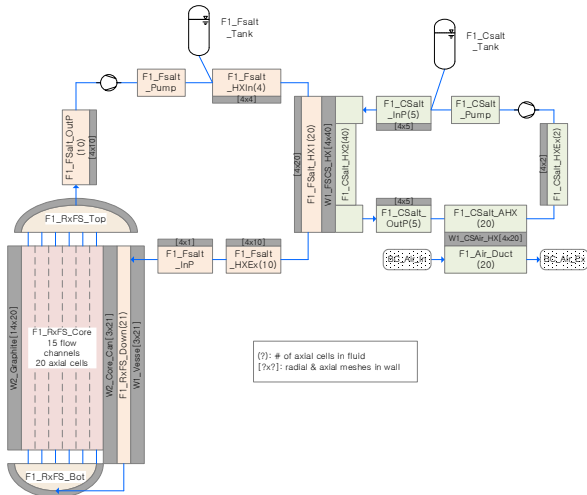 F1_Fsalt
_Tank
F1_Csalt
_Tank
F1_Fsalt
_Pump
F1_Fsalt
_HXIn(4)
[4x4]
F1_CSalt
_InP(5)
[4x5]
F1_CSalt
_Pump
F1_FSalt_OutP
(10)
[4x10]
[4x20]
F1_FSalt_HX1(20)
W1_FSCS_HX[4x40]
F1_CSalt_HX2(40)
[4x2]
F1_CSalt_HXEx(2)
F1_RxFS_Top
[4x5]
F1_CSalt_
OutP(5)
F1_CSalt_AHX
(20)
W1_CSAir_HX[4x20]
[4x1]
F1_Fsalt
_InP
[4x10]
F1_Fsalt
_HXEx(10)
BC_Air_In
F1_Air_Duct
(20)
BC_Air_Ex
W2_Graphite[14x20]
F1_RxFS_Core
15 flow
channels
20 axial cells
W2_Core_Can[3x21]
F1_RxFS_Down(21)
W1_Vesse[3x21]
(?): # of axial cells in fluid
[?x?]: radial & axial meshes in wall
F1_RxFS_Bot